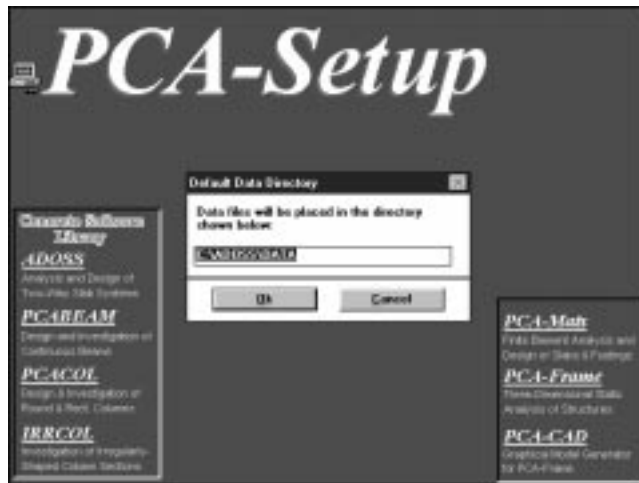 PCA-Setup
Default Data Directory
Data files will be placed in the directory
shown below:
C:\ADOSS\DATA
Ok
Cancel
Concrete Software
Library
ADOSS
Analysis and Design of
Two-Way Slab Systems
PCABEAM
Design and Investigation of
Continuous Beams
PCACOL
Design & Investigation of
Round & Rect. Columns
IRRCOL
Investigation of Irregularly-
Shaped Column Sections
PCA-Mats
Finite Element Analysis and
Design of Slabs & Footings
PCA-Frame
Three-Dimensional Static
Analysis of Structures
PCA-CAD
Graphical Model Generator
for PCA-Frame